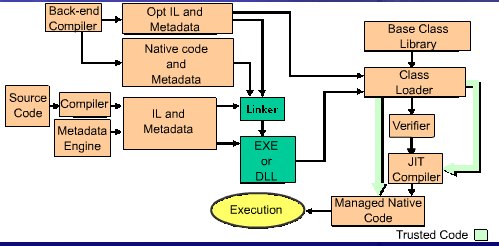 Back-end
Compiler
Opt IL and
Metadata
Base Class
Library
Native code
and
Metadata
Class
Loader
Source
Code
Compiler
IL and
Metadata
Linker
Verifier
Metadata
Engine
EXE
or
DLL
JIT
Compiler
Execution
Managed Native
Code
Trusted Code